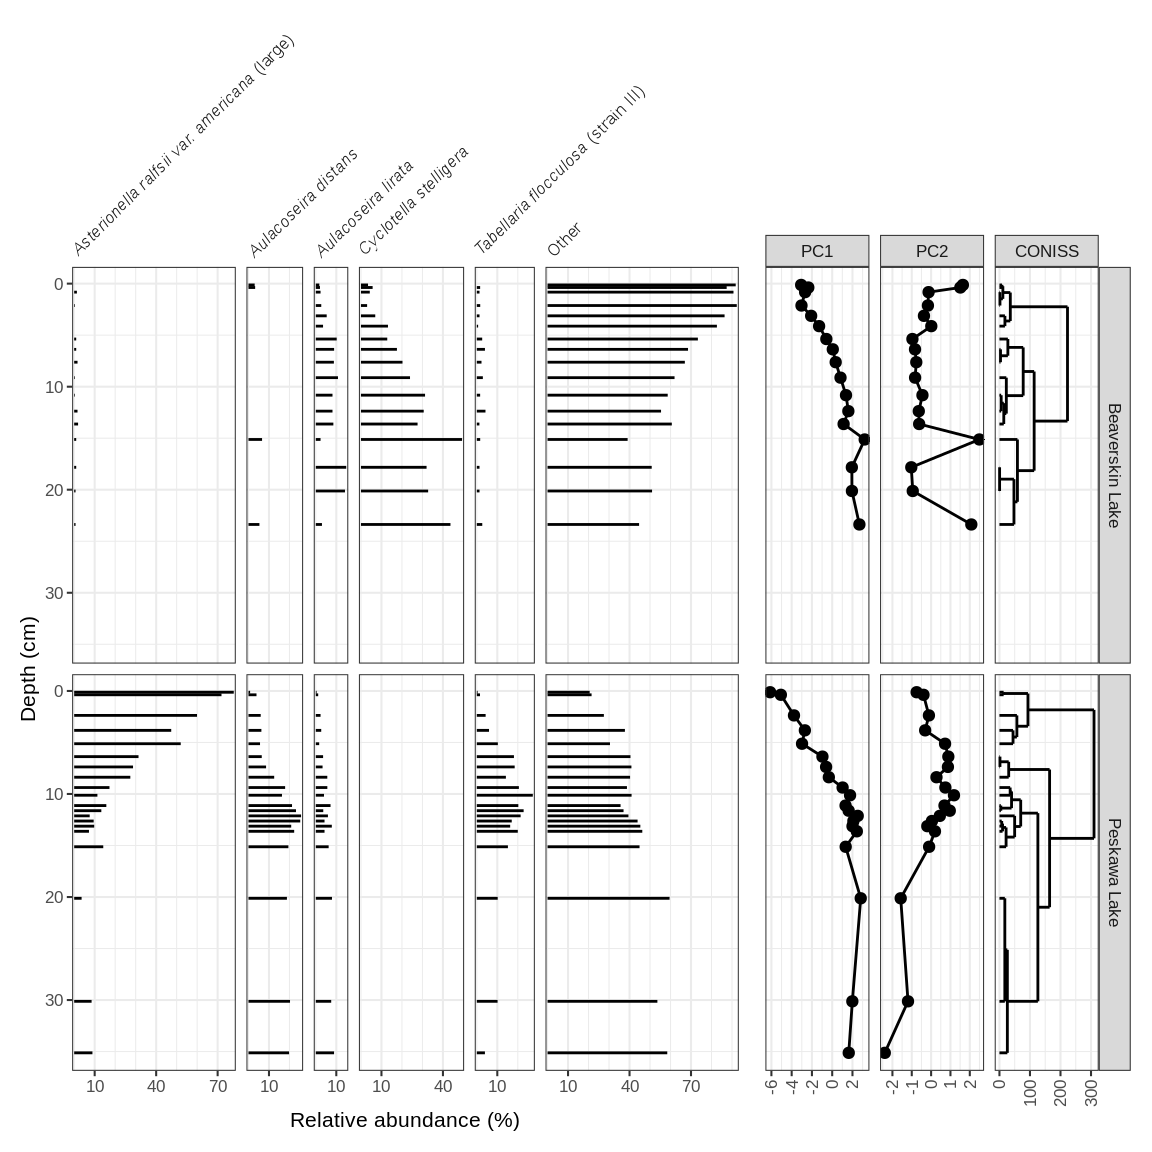 Asterionella ralfsii var. americana (large)
Aulacoseira distans
Aulacoseira lirata
Cyclotella stelligera
Tabellaria flocculosa (strain III)
Other
PC1
PC2
CONISS
0
10
20
30
Beaverskin Lake
Depth (cm)
0
10
20
30
Peskawa Lake
10 40 70
10
10
10 40
10
10 40 70
-6 -4 -2 0 2
-2 -1 0 1 2
0 100 200 300
Relative abundance (%)